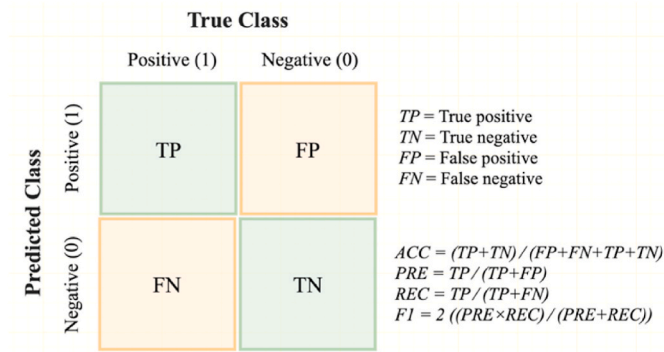 True Class
Positive (1) Negative (0)
Predicted Class
Positive (1)
Negative (0)
TP
FP
FN
TN
TP = True positive
TN = True negative
FP = False positive
FN = False negative
ACC = (TP+TN) / (FP+FN+TP+TN)
PRE = TP / (TP+FP)
REC = TP / (TP+FN)
F1 = 2 ((PRE×REC) / (PRE+REC))